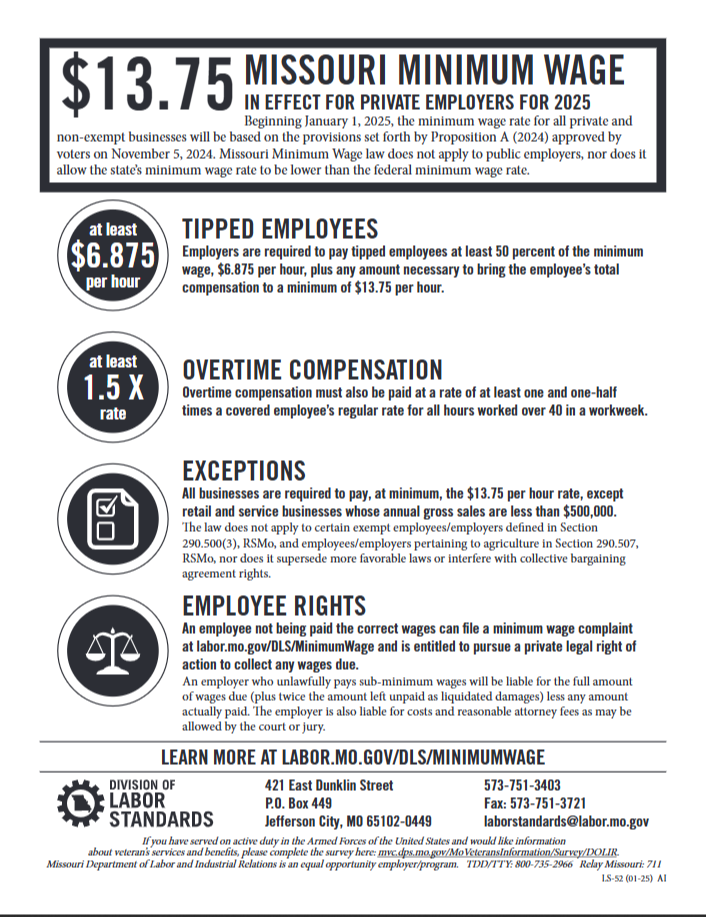 $13.75 MISSOURI MINIMUM WAGE
IN EFFECT FOR PRIVATE EMPLOYERS FOR 2025
Beginning January 1, 2025, the minimum wage rate for all private and
non-exempt businesses will be based on the provisions set forth by Proposition A (2024) approved by
voters on November 5, 2024. Missouri Minimum Wage law does not apply to public employers, nor does it
allow the state's minimum wage rate to be lower than the federal minimum wage rate.
at least
$6.875
per hour
TIPPED EMPLOYEES
Employers are required to pay tipped employees at least 50 percent of the minimum
wage, $6.875 per hour, plus any amount necessary to bring the employee's total
compensation to a minimum of $13.75 per hour.
at least
1.5 X
rate
OVERTIME COMPENSATION
Overtime compensation must also be paid at a rate of at least one and one-half
times a covered employee's regular rate for all hours worked over 40 in a workweek.
EXCEPTIONS
All businesses are required to pay, at minimum, the $13.75 per hour rate, except
retail and service businesses whose annual gross sales are less than $500,000.
The law does not apply to certain exempt employees/employers defined in Section
290.500(3), RSMo, and employees/employers pertaining to agriculture in Section 290.507,
RSMo, nor does it supersede more favorable laws or interfere with collective bargaining
agreement rights.
EMPLOYEE RIGHTS
An employee not being paid the correct wages can file a minimum wage complaint
at labor.mo.gov/DLS/MinimumWage and is entitled to pursue a private legal right of
action to collect any wages due.
An employer who unlawfully pays sub-minimum wages will be liable for the full amount
of wages due (plus twice the amount left unpaid as liquidated damages) less any amount
actually paid. The employer is also liable for costs and reasonable attorney fees as may be
allowed by the court or jury.
LEARN MORE AT LABOR.MO.GOV/DLS/MINIMUMWAGE
DIVISION OF
LABOR
STANDARDS
421 East Dunklin Street
P.O. Box 449
Jefferson City, MO 65102-0449
573-751-3403
Fax: 573-751-3721
laborstandards@labor.mo.gov
If you have served on active duty in the Armed Forces of the United States and would like information
about veteran's services and benefits, please complete the survey here: mvc.dps.mo.gov/MoVeteransInformation/Survey/DOLIR.
Missouri Department of Labor and Industrial Relations is an equal opportunity employer/program. TDD/TTY: 800-735-2966 Relay Missouri: 711
LS-52 (01-25) AI